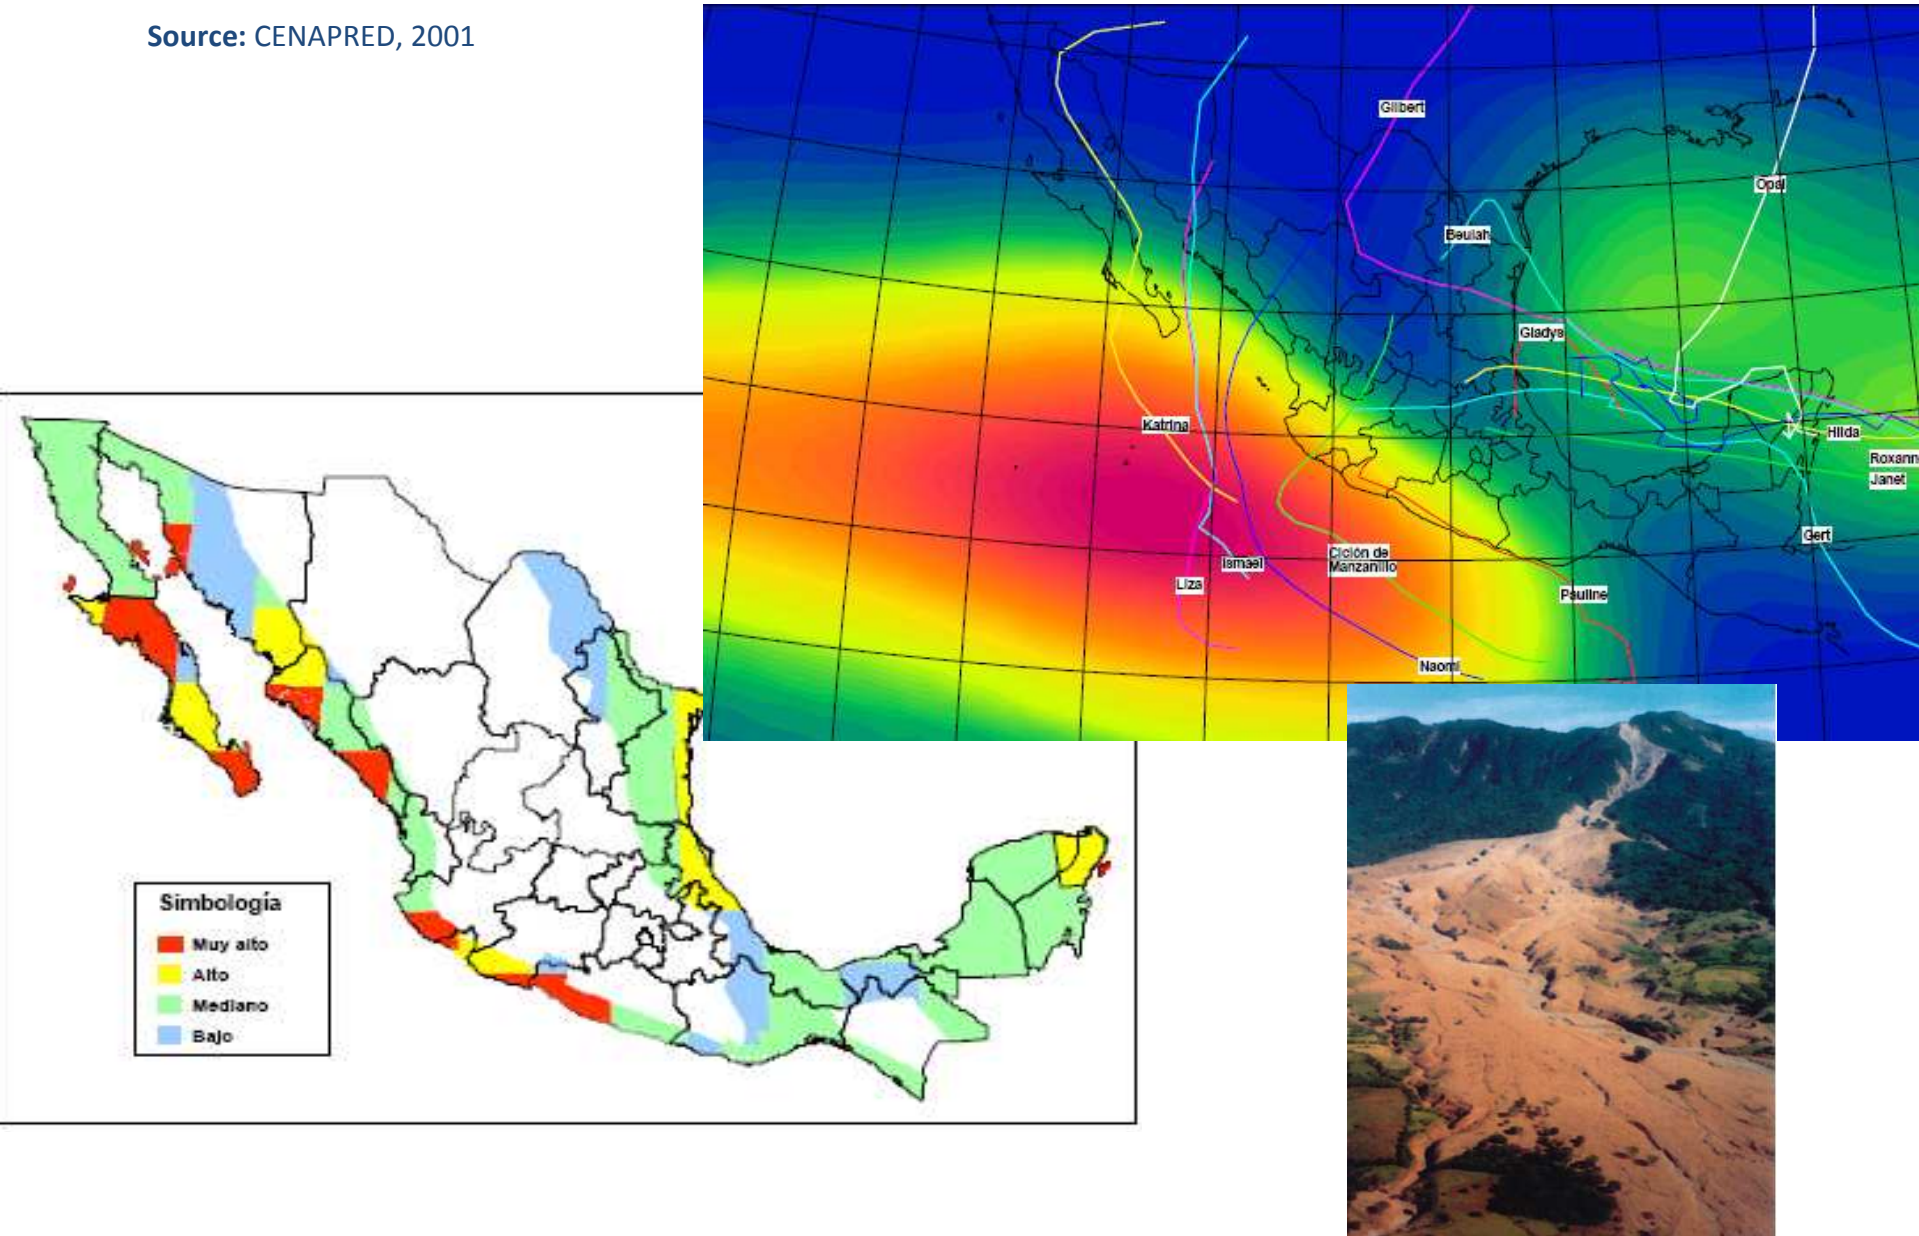 Source: CENAPRED, 2001
Gilbert
Opal
Beulah
Gladys
Katrina
Hilda
Roxann
Janet
Gert
Ismael
Ciclón de
Manzanillo
Liza
Pauline
Naomi
Simbología
Muy alto
Alto
Mediano
Bajo